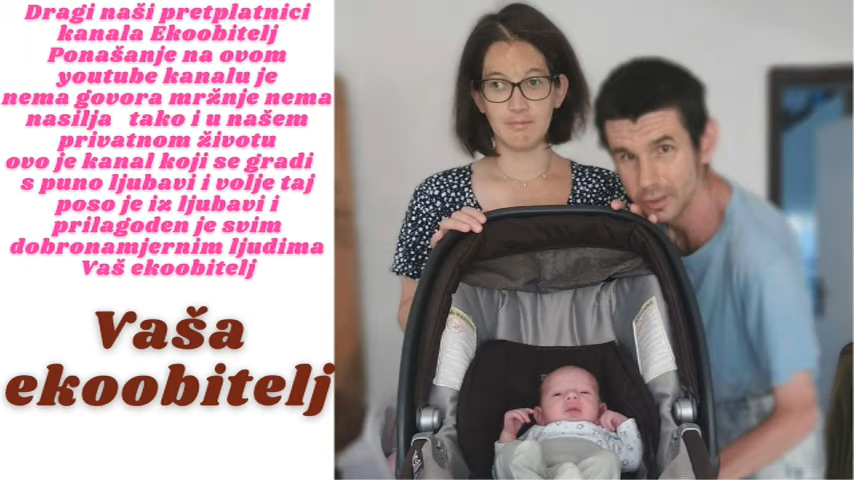 Dragi naši pretplatnici
kanala Ekoobitelj
Ponašanje na ovom
youtube kanalu je
nema govora mržnje nema
nasilja tako i u našem
privatnom životu
ovo je kanal koji se gradi
s puno ljubavi i volje taj
poso je iz ljubavi i
prilagođen je svim
dobronamjernim ljudima
Vaš ekoobitelj
Vaša
ekoobitelj